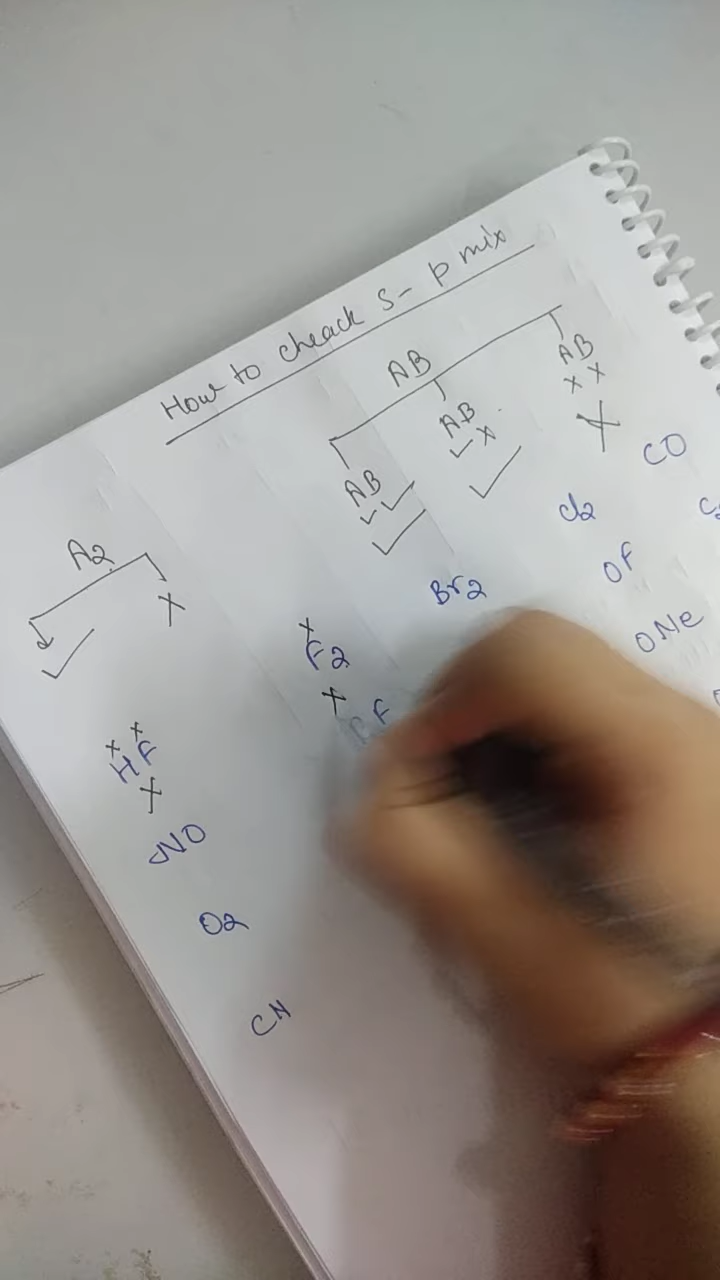 How to cheack s- p mix
AB
AB
x x
X
AB
✓ x
✓
AB
✓ ✓
✓
A2
✓
X
CO
Cl2
OF
ONe
Br2
x
F2
x
x x
HF
x
NO
O2
CN